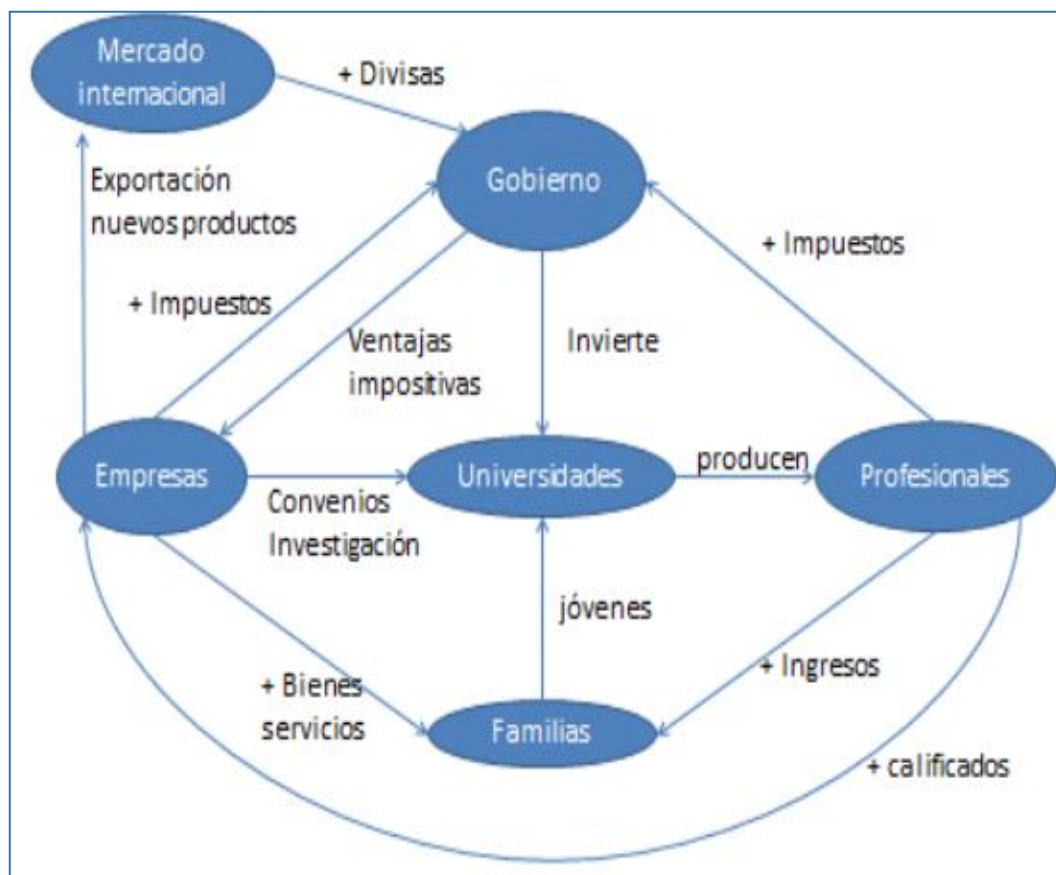 Mercado
internacional
+ Divisas
Gobierno
Exportación
nuevos productos
+ Impuestos
+ Impuestos
Ventajas
impositivas
Invierte
Empresas
Universidades
producen
Profesionales
Convenios
Investigación
jóvenes
+ Bienes
servicios
+ Ingresos
Familias
+ calificados